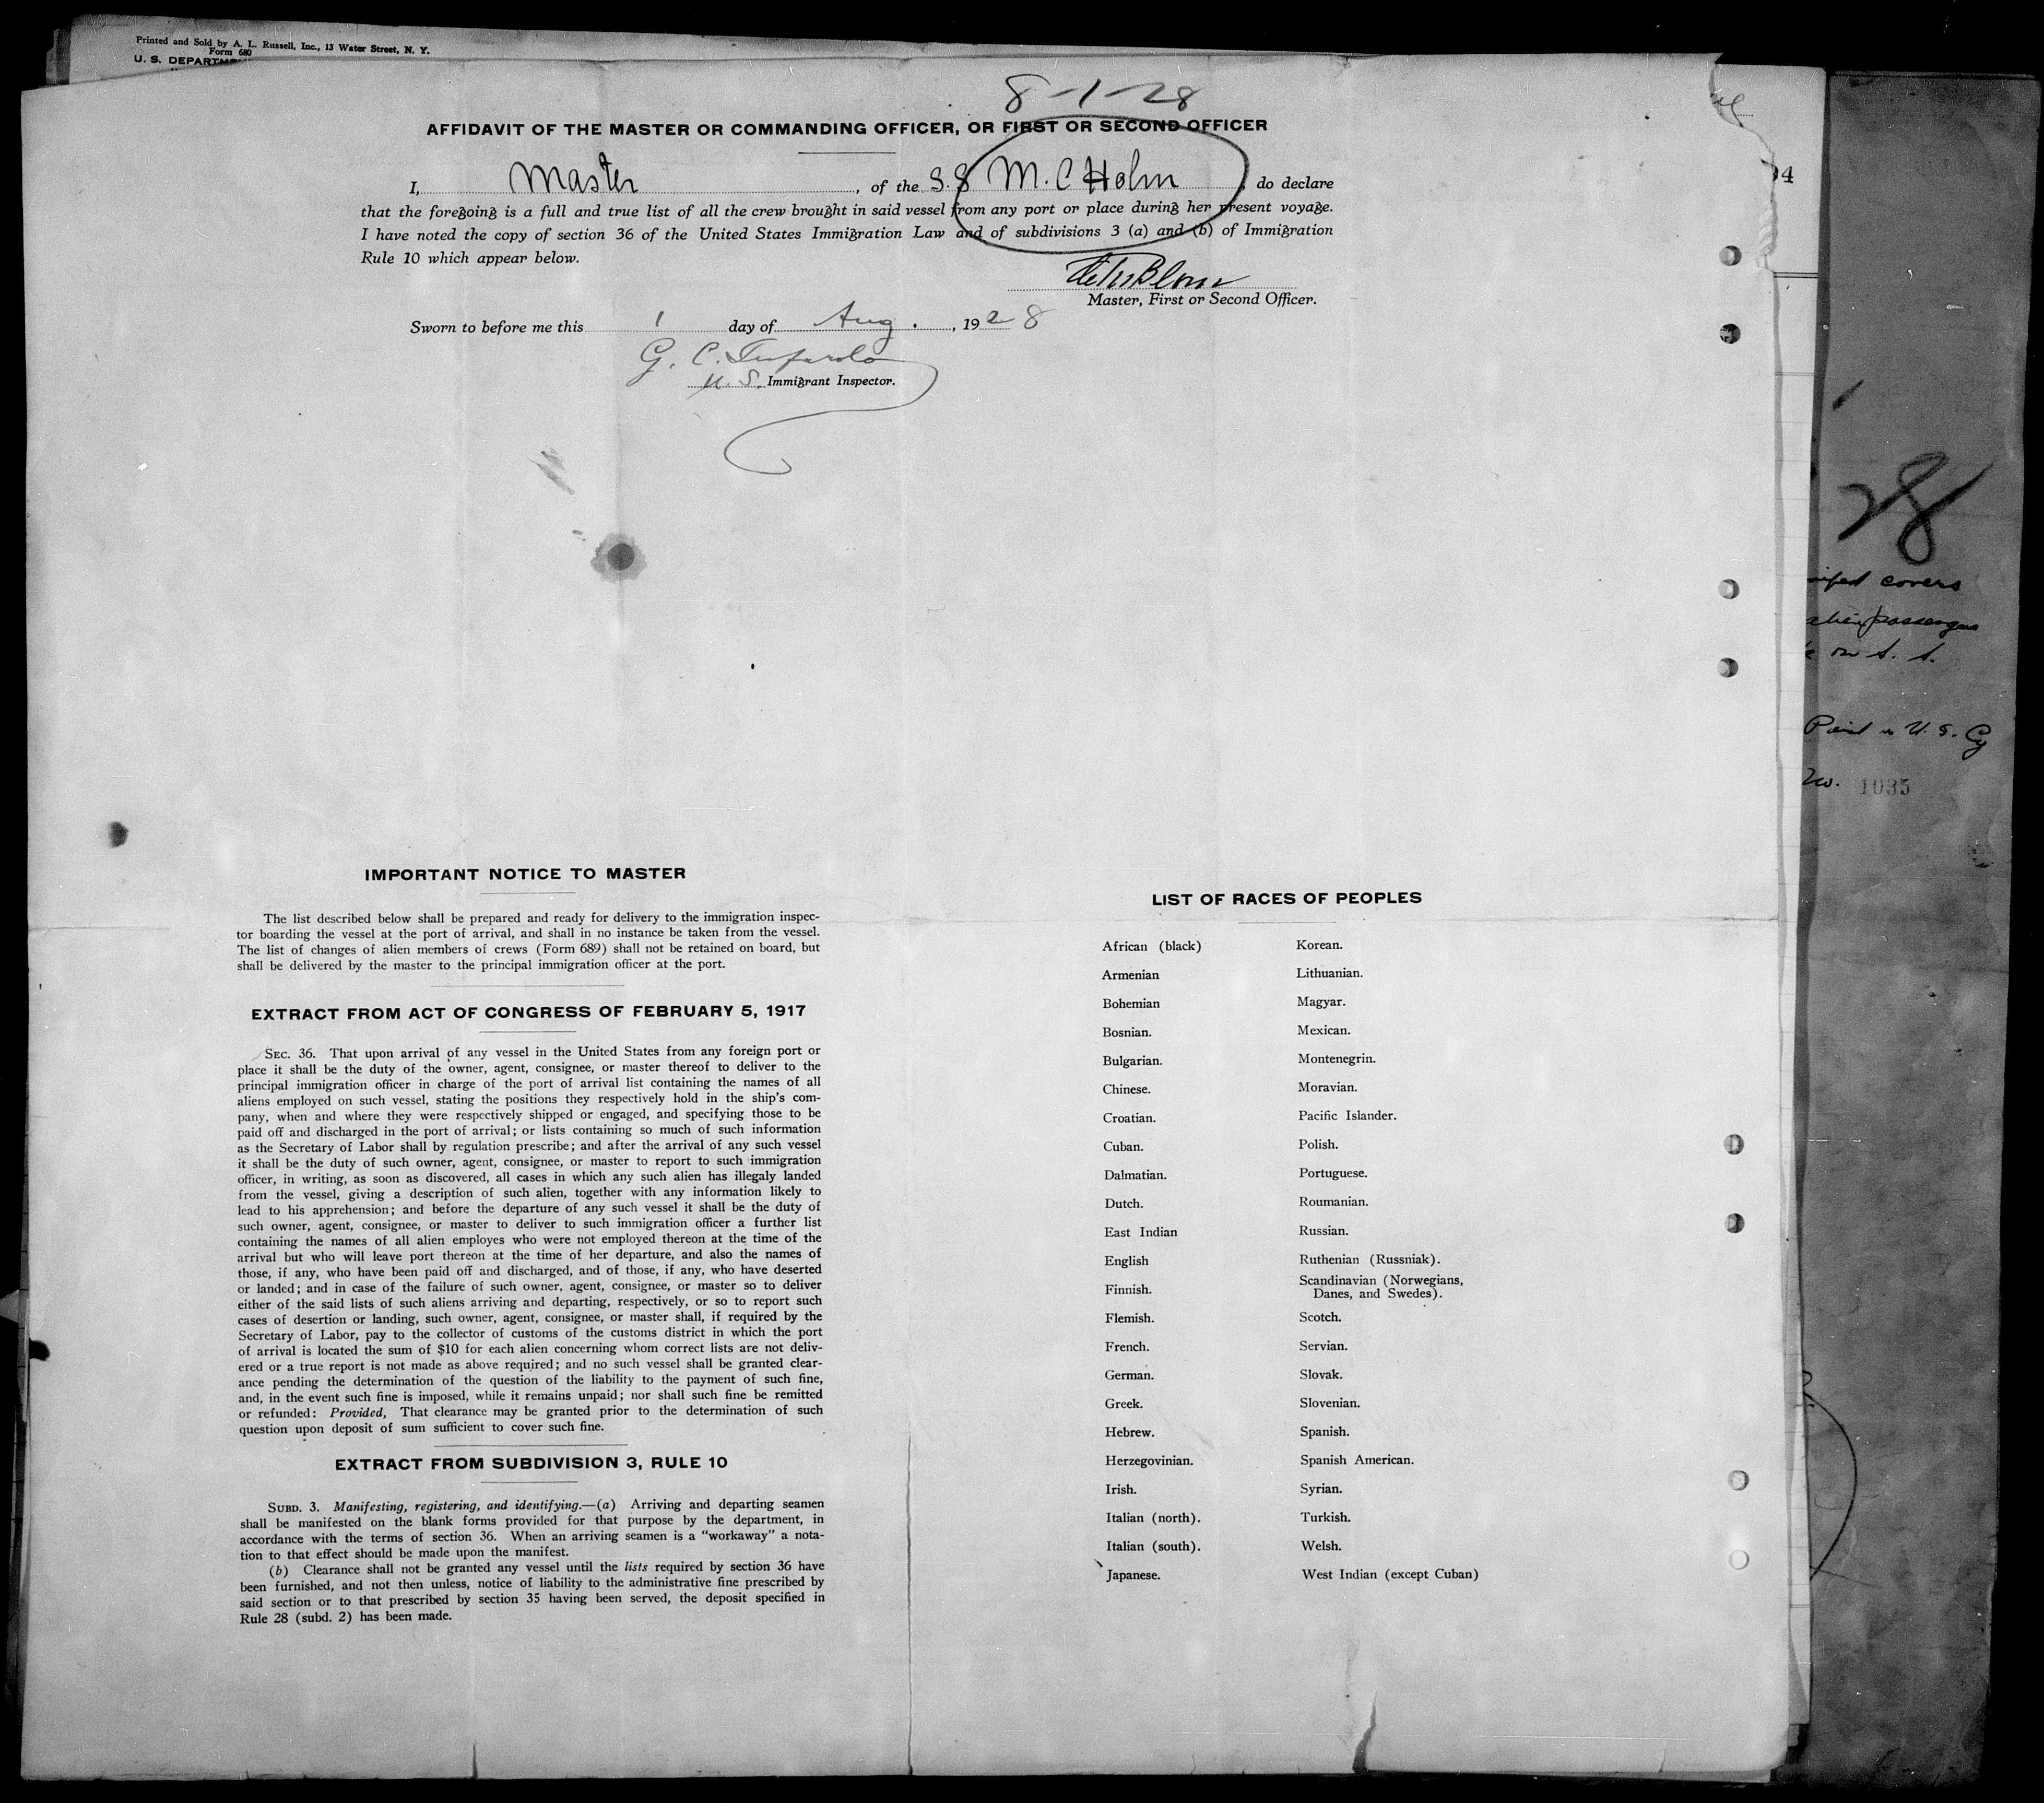 Printed and Sold by A. L. Russell, Inc., 13 Water Street, N. Y.
Form 680
U. S. DEPARTM
8-1-28
AFFIDAVIT OF THE MASTER OR COMMANDING OFFICER, OR FIRST OR SECOND OFFICER
I, Master, of the S.S M. C Holm, do declare
that the foregoing is a full and true list of all the crew brought in said vessel from any port or place during her present voyage.
I have noted the copy of section 36 of the United States Immigration Law and of subdivisions 3 (a) and (b) of Immigration
Rule 10 which appear below.
Master, First or Second Officer.
Sworn to before me this 1 day of Aug., 1928
G. C.
U. S. Immigrant Inspector.
94
28
covers
alien passengers
on S. S.
Paid in U. S. Cy
No. 1035
IMPORTANT NOTICE TO MASTER
The list described below shall be prepared and ready for delivery to the immigration inspec-
tor boarding the vessel at the port of arrival, and shall in no instance be taken from the vessel.
The list of changes of alien members of crews (Form 689) shall not be retained on board, but
shall be delivered by the master to the principal immigration officer at the port.
EXTRACT FROM ACT OF CONGRESS OF FEBRUARY 5, 1917
SEC. 36. That upon arrival of any vessel in the United States from any foreign port or
place it shall be the duty of the owner, agent, consignee, or master thereof to deliver to the
principal immigration officer in charge of the port of arrival list containing the names of all
aliens employed on such vessel, stating the positions they respectively hold in the ship's com-
pany, when and where they were respectively shipped or engaged, and specifying those to be
paid off and discharged in the port of arrival; or lists containing so much of such information
as the Secretary of Labor shall by regulation prescribe; and after the arrival of any such vessel
it shall be the duty of such owner, agent, consignee, or master to report to such immigration
officer, in writing, as soon as discovered, all cases in which any such alien has illegaly landed
from the vessel, giving a description of such alien, together with any information likely to
lead to his apprehension; and before the departure of any such vessel it shall be the duty of
such owner, agent, consignee, or master to deliver to such immigration officer a further list
containing the names of all alien employes who were not employed thereon at the time of the
arrival but who will leave port thereon at the time of her departure, and also the names of
those, if any, who have been paid off and discharged, and of those, if any, who have deserted
or landed; and in case of the failure of such owner, agent, consignee, or master so to deliver
either of the said lists of such aliens arriving and departing, respectively, or so to report such
cases of desertion or landing, such owner, agent, consignee, or master shall, if required by the
Secretary of Labor, pay to the collector of customs of the customs district in which the port
of arrival is located the sum of $10 for each alien concerning whom correct lists are not deliv-
ered or a true report is not made as above required; and no such vessel shall be granted clear-
ance pending the determination of the question of the liability to the payment of such fine,
and, in the event such fine is imposed, while it remains unpaid; nor shall such fine be remitted
or refunded: Provided, That clearance may be granted prior to the determination of such
question upon deposit of sum sufficient to cover such fine.
EXTRACT FROM SUBDIVISION 3, RULE 10
SUBD. 3. Manifesting, registering, and identifying.—(a) Arriving and departing seamen
shall be manifested on the blank forms provided for that purpose by the department, in
accordance with the terms of section 36. When an arriving seamen is a "workaway" a nota-
tion to that effect should be made upon the manifest.
(b) Clearance shall not be granted any vessel until the lists required by section 36 have
been furnished, and not then unless, notice of liability to the administrative fine prescribed by
said section or to that prescribed by section 35 having been served, the deposit specified in
Rule 28 (subd. 2) has been made.
LIST OF RACES OF PEOPLES
African (black)
Armenian
Bohemian
Bosnian.
Bulgarian.
Chinese.
Croatian.
Cuban.
Dalmatian.
Dutch.
East Indian
English
Finnish.
Flemish.
French.
German.
Greek.
Hebrew.
Herzegovinian.
Irish.
Italian (north).
Italian (south).
Japanese.
Korean.
Lithuanian.
Magyar.
Mexican.
Montenegrin.
Moravian.
Pacific Islander.
Polish.
Portuguese.
Roumanian.
Russian.
Ruthenian (Russniak).
Scandinavian (Norwegians,
Danes, and Swedes).
Scotch.
Servian.
Slovak.
Slovenian.
Spanish.
Spanish American.
Syrian.
Turkish.
Welsh.
West Indian (except Cuban)